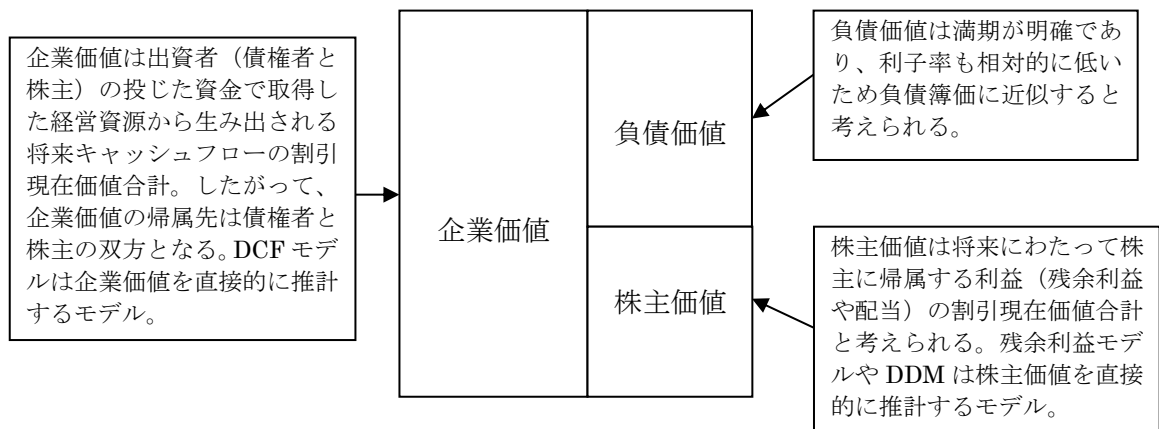 企業価値は出資者（債権者と
株主）の投じた資金で取得し
た経営資源から生み出される
将来キャッシュフローの割引
現在価値合計。したがって、
企業価値の帰属先は債権者と
株主の双方となる。DCF モデ
ルは企業価値を直接的に推計
するモデル。
企業価値
負債価値
株主価値
負債価値は満期が明確であ
り、利子率も相対的に低い
ため負債簿価に近似すると
考えられる。
株主価値は将来にわたって株
主に帰属する利益（残余利益
や配当）の割引現在価値合計
と考えられる。残余利益モデ
ルや DDM は株主価値を直接
的に推計するモデル。